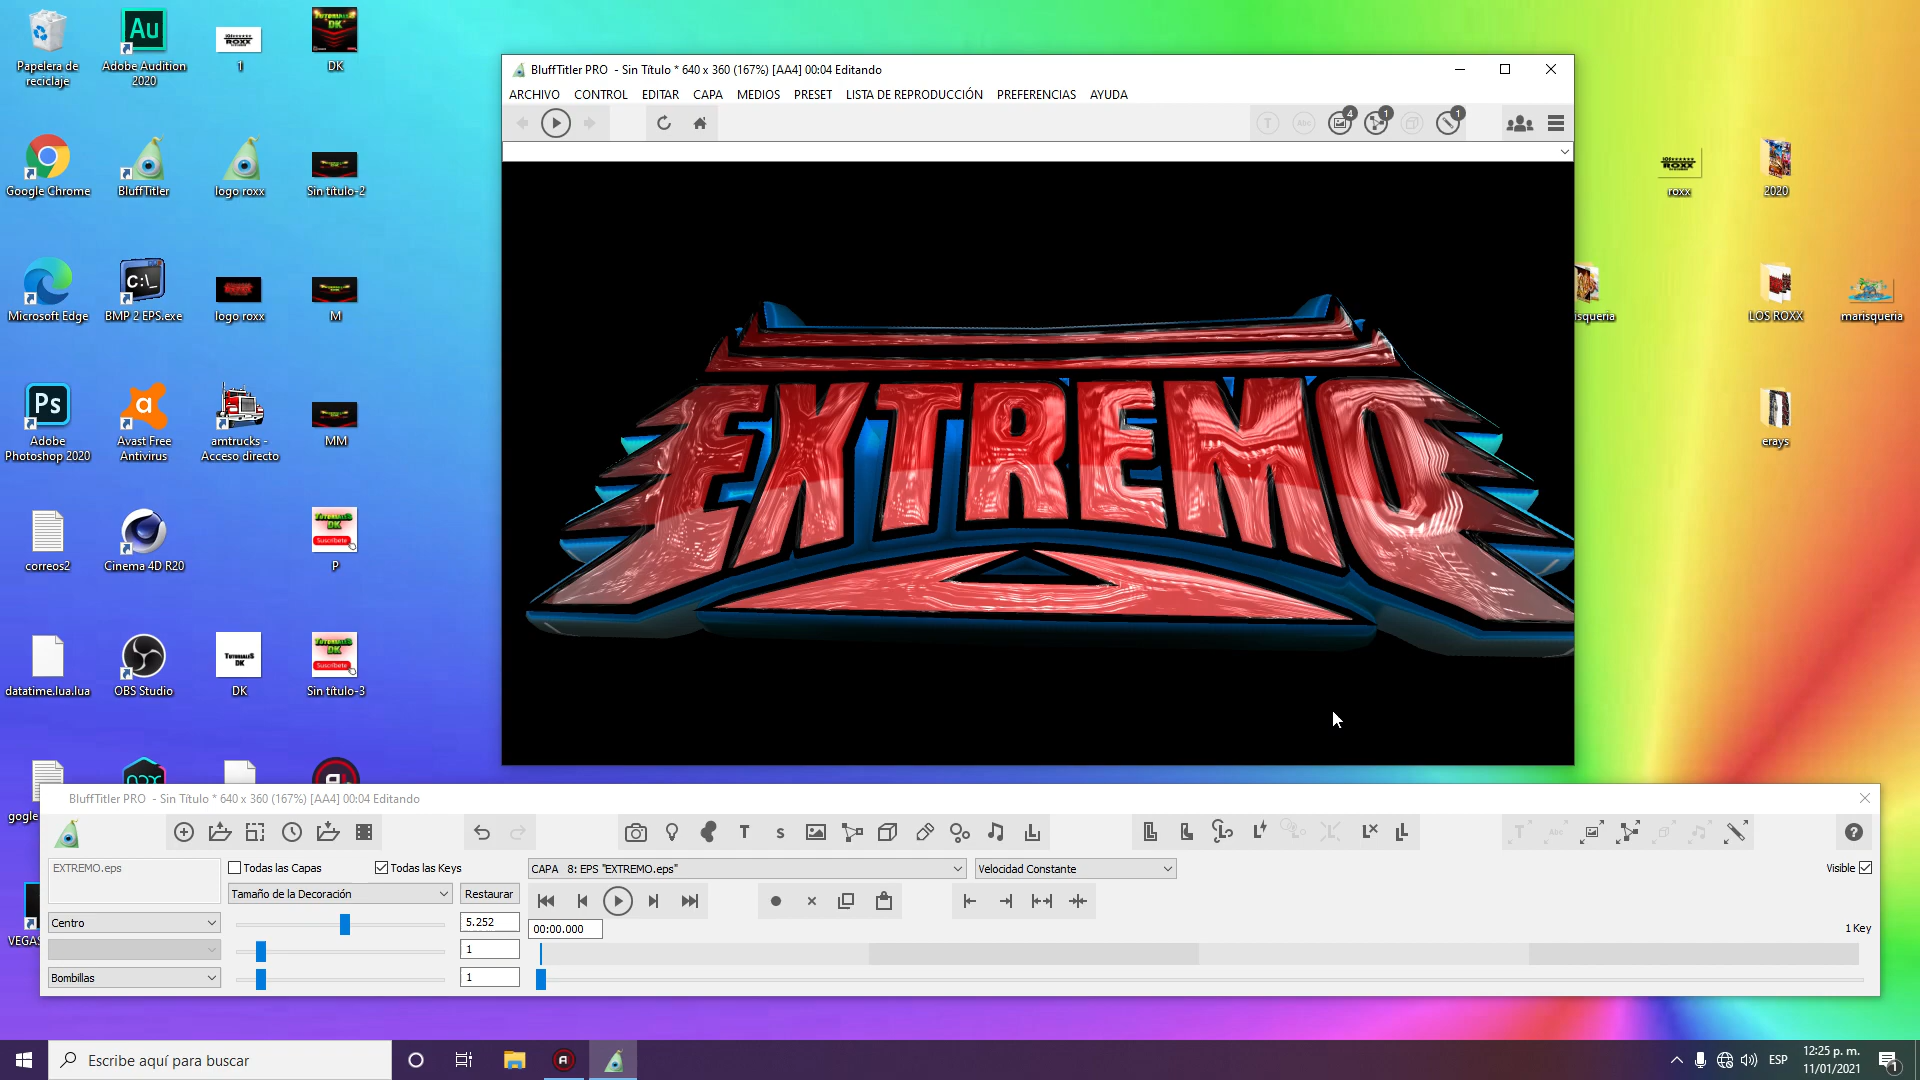 Papelera de
reciclaje
Adobe Audition
2020
1
DK
Google Chrome
BluffTitler
logo roxx
Sin título-2
Microsoft Edge
BMP 2 EPS.exe
logo roxx
M
Adobe
Photoshop 2020
Avast Free
Antivirus
amtrucks -
Acceso directo
MM
correos2
Cinema 4D R20
P
datatime.lua.lua
OBS Studio
DK
Sin título-3
roxx
2020
LOS ROXX
marisqueria
erays
BluffTitler PRO - Sin Título * 640 x 360 (167%) [AA4] 00:04 Editando
ARCHIVO CONTROL EDITAR CAPA MEDIOS PRESET LISTA DE REPRODUCCIÓN PREFERENCIAS AYUDA
4 1 1
EXTREMO
BluffTitler PRO - Sin Título * 640 x 360 (167%) [AA4] 00:04 Editando
EXTREMO.eps
Todas las Capas
Todas las Keys
CAPA 8: EPS "EXTREMO.eps"
Velocidad Constante
Visible
Tamaño de la Decoración
Restaurar
Centro
5.252
00:00.000
1 Key
1
Bombillas
1
Escribe aquí para buscar
ESP
12:25 p. m.
11/01/2021
1